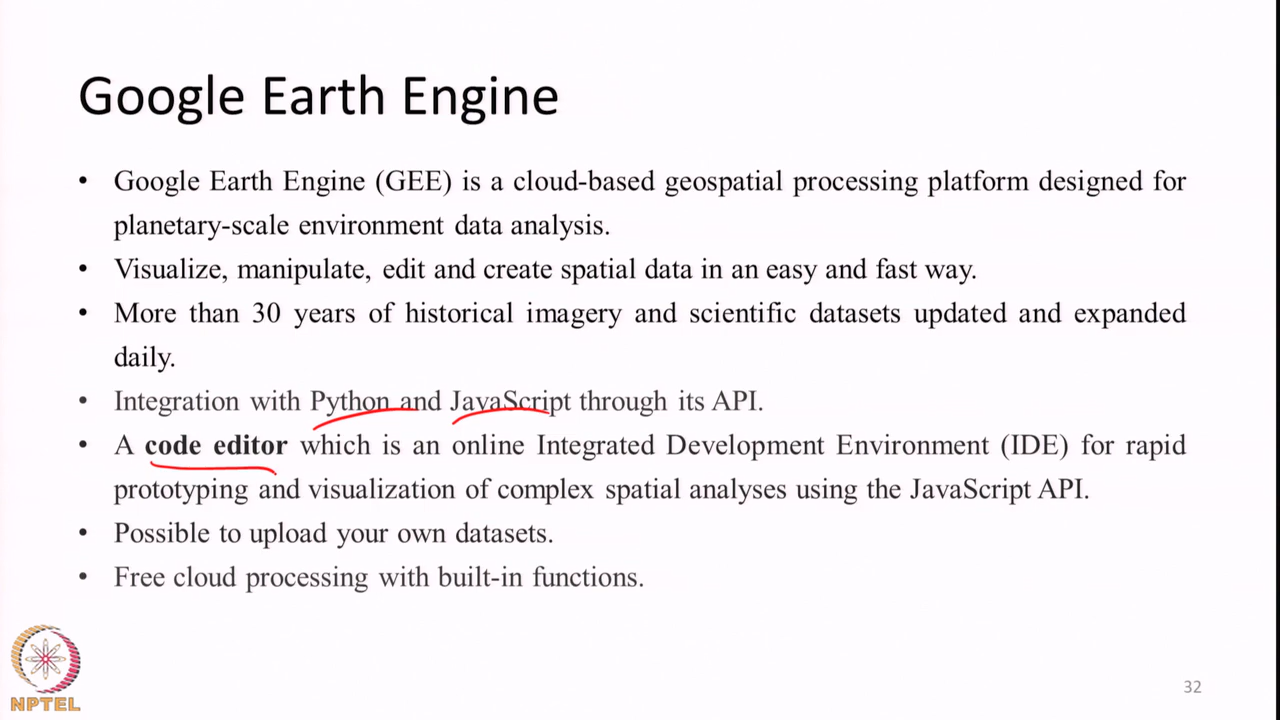 Google Earth Engine
• Google Earth Engine (GEE) is a cloud-based geospatial processing platform designed for
planetary-scale environment data analysis.
• Visualize, manipulate, edit and create spatial data in an easy and fast way.
• More than 30 years of historical imagery and scientific datasets updated and expanded
daily.
• Integration with Python and JavaScript through its API.
• A code editor which is an online Integrated Development Environment (IDE) for rapid
prototyping and visualization of complex spatial analyses using the JavaScript API.
• Possible to upload your own datasets.
• Free cloud processing with built-in functions.
NPTEL
32